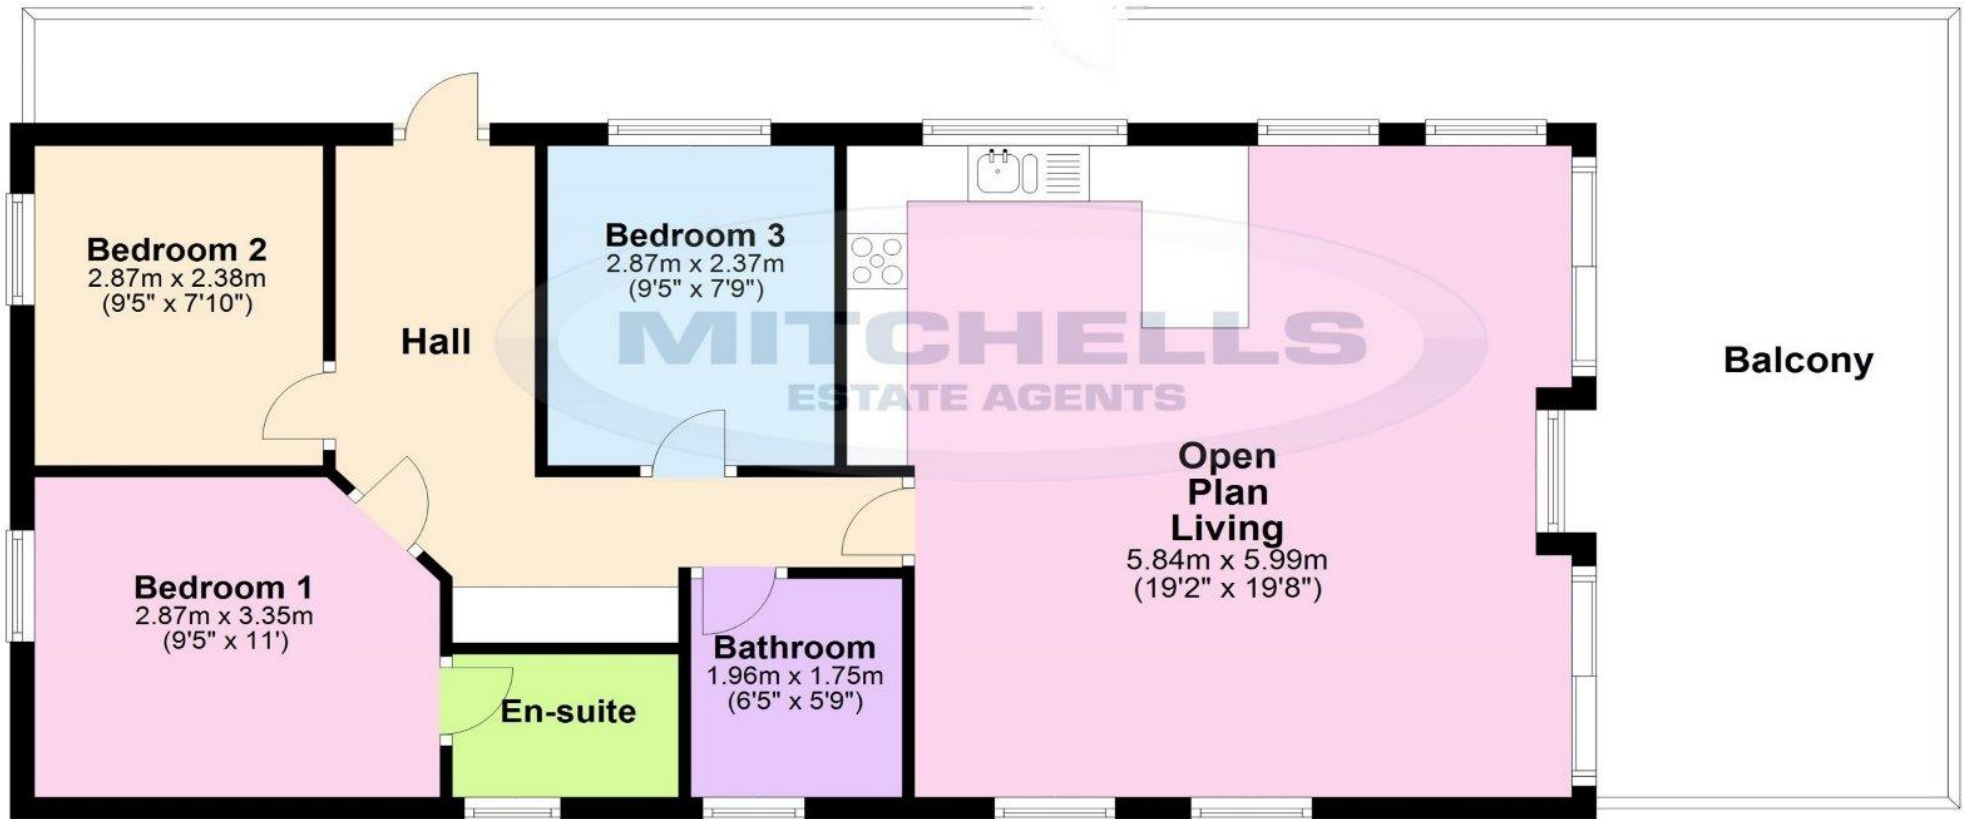 Bedroom 2
2.87m x 2.38m
(9'5" x 7'10")
Hall
Bedroom 3
2.87m x 2.37m
(9'5" x 7'9")
MITCHELLS
ESTATE AGENTS
Balcony
Open
Plan
Living
5.84m x 5.99m
(19'2" x 19'8")
Bedroom 1
2.87m x 3.35m
(9'5" x 11')
En-suite
Bathroom
1.96m x 1.75m
(6'5" x 5'9")